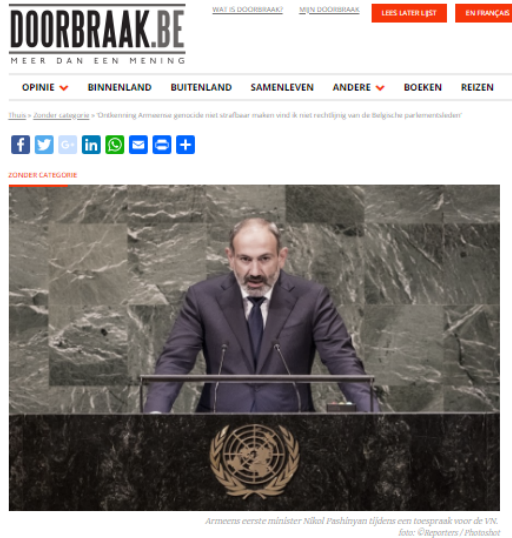 DOORBRAAK.BE
MEER DAN EEN MENING
WAT IS DOORBRAAK? MIJN DOORBRAAK LEES LATER LIJST EN FRANÇAIS
OPINIE BINNENLAND BUITENLAND SAMENLEVEN ANDERE BOEKEN REIZEN
Thuis » Zonder categorie » 'Ontkenning Armeense genocide niet strafbaar maken vind ik niet rechtlijnig van de Belgische parlementsleden'
G+ in
ZONDER CATEGORIE
Armeens eerste minister Nikol Pashinyan tijdens een toespraak voor de VN.
foto: ©Reporters / Photoshot